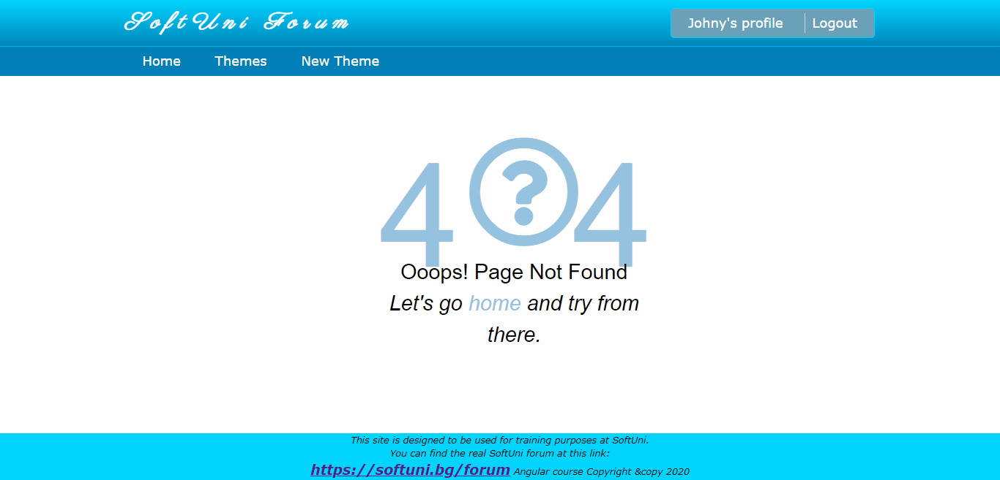 SoftUni Forum
Johny's profile Logout
Home Themes New Theme
4?4
Ooops! Page Not Found
Let's go home and try from
there.
This site is designed to be used for training purposes at SoftUni.
You can find the real SoftUni forum at this link:
https://softuni.bg/forum Angular course Copyright &copy 2020